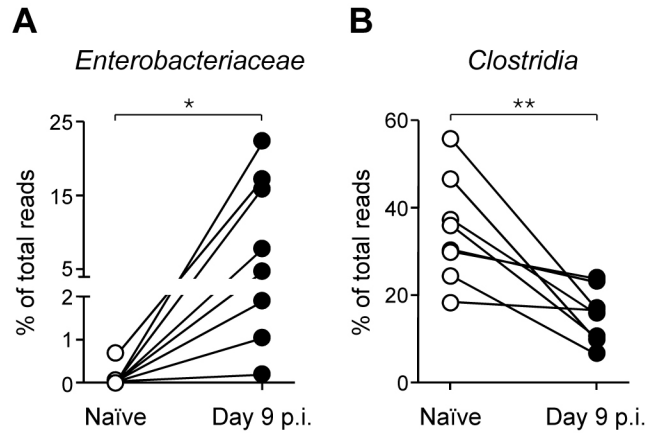 A
Enterobacteriaceae
*
% of total reads
25
15
5
2
1
0
Naïve
Day 9 p.i.
B
Clostridia
**
% of total reads
60
40
20
0
Naïve
Day 9 p.i.